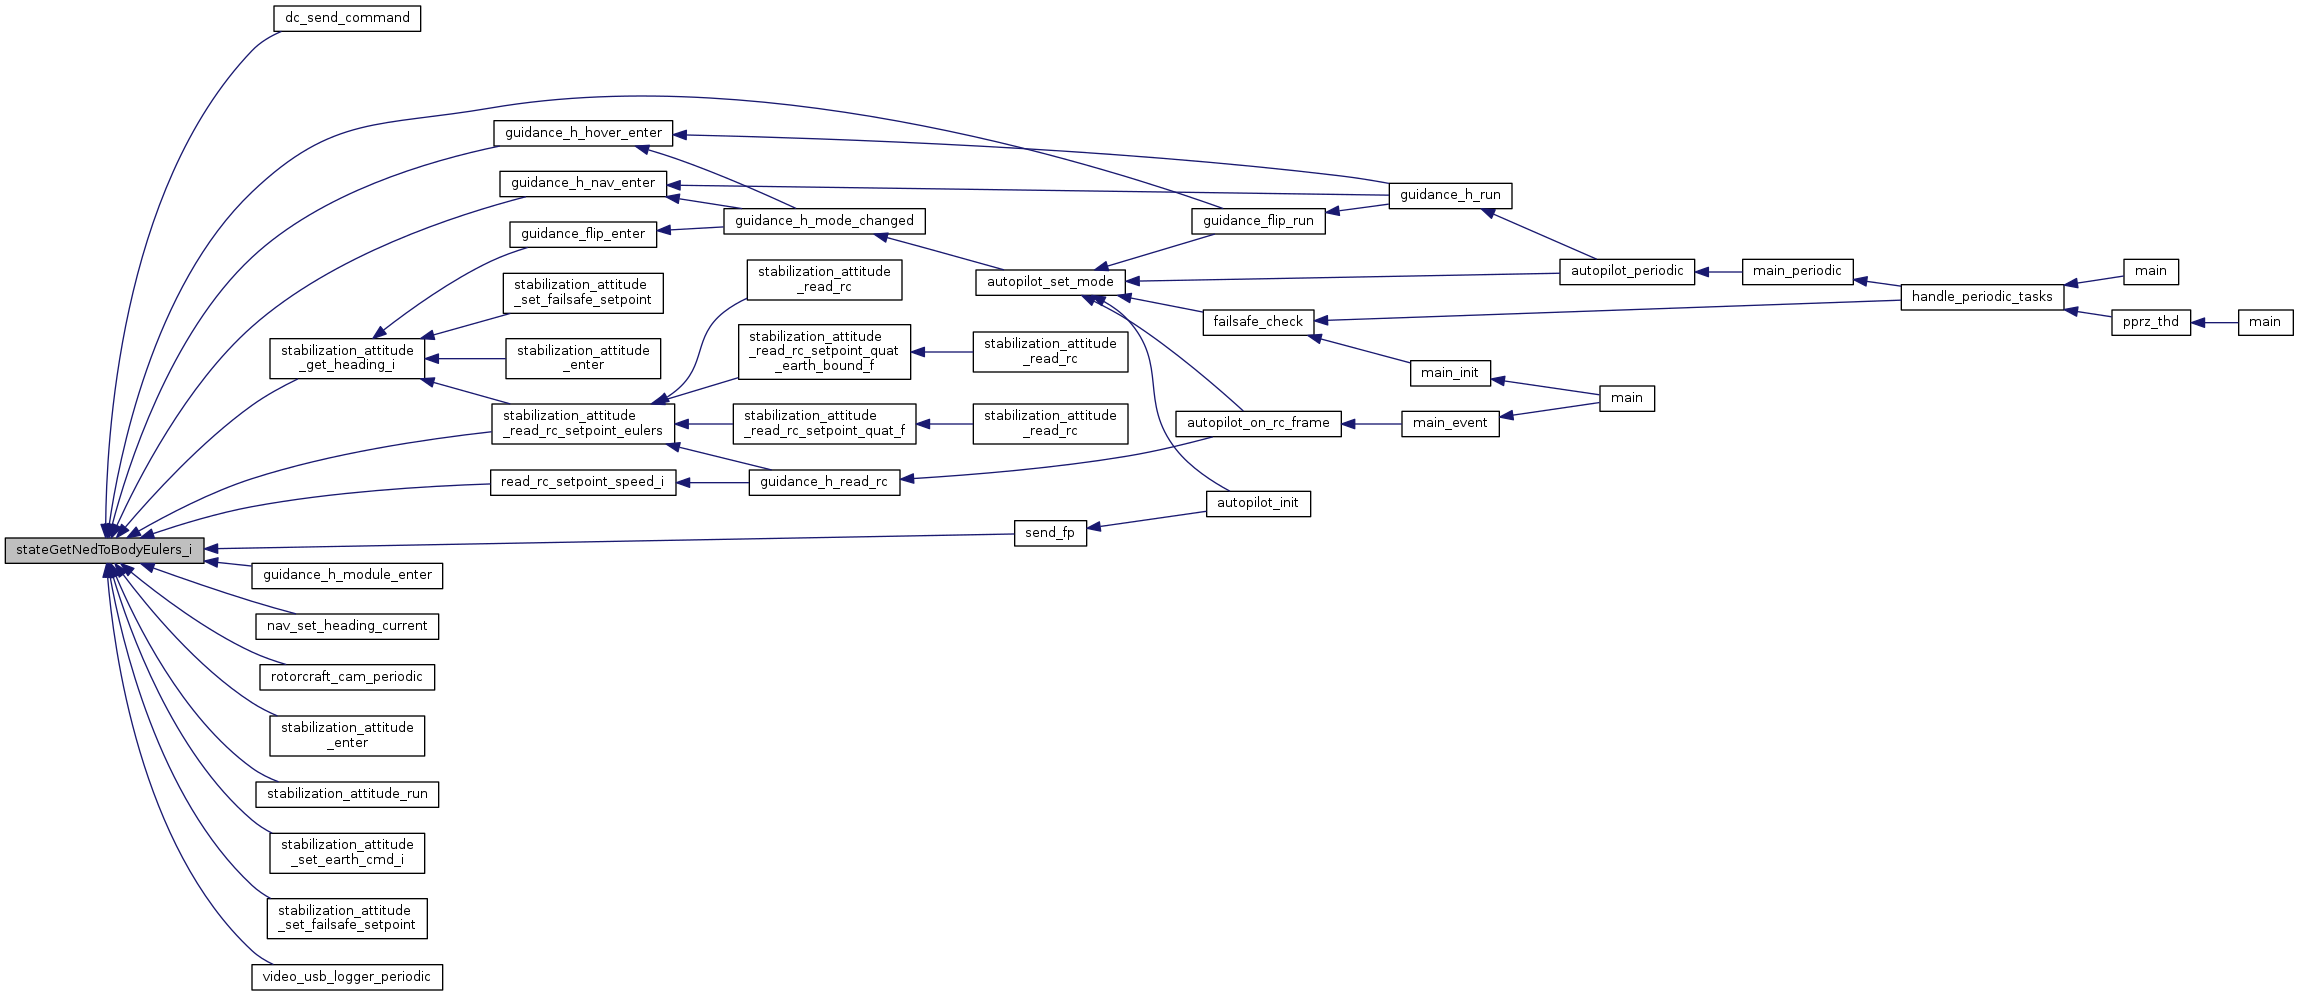 dc_send_command
guidance_h_hover_enter
guidance_h_nav_enter
guidance_h_run
guidance_h_mode_changed
guidance_flip_run
guidance_flip_enter
stabilization_attitude
_read_rc
autopilot_set_mode
autopilot_periodic
main_periodic
main
stabilization_attitude
_set_failsafe_setpoint
handle_periodic_tasks
failsafe_check
pprz_thd
main
stabilization_attitude
_get_heading_i
stabilization_attitude
_enter
stabilization_attitude
_read_rc_setpoint_quat
_earth_bound_f
stabilization_attitude
_read_rc
main_init
main
stabilization_attitude
_read_rc_setpoint_eulers
stabilization_attitude
_read_rc_setpoint_quat_f
stabilization_attitude
_read_rc
autopilot_on_rc_frame
main_event
read_rc_setpoint_speed_i
guidance_h_read_rc
autopilot_init
send_fp
stateGetNedToBodyEulers_i
guidance_h_module_enter
nav_set_heading_current
rotorcraft_cam_periodic
stabilization_attitude
_enter
stabilization_attitude_run
stabilization_attitude
_set_earth_cmd_i
stabilization_attitude
_set_failsafe_setpoint
video_usb_logger_periodic